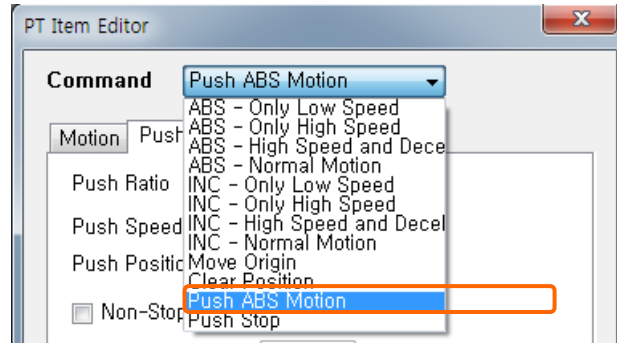 PT Item Editor
Command Push ABS Motion
ABS - Only Low Speed
ABS - Only High Speed
Motion Push ABS - High Speed and Dece
ABS - Normal Motion
Push Ratio INC - Only Low Speed
INC - Only High Speed
Push Speed INC - High Speed and Decel
INC - Normal Motion
Push Positio Move Origin
Clear Position
Push ABS Motion
Non-Stop Push Stop